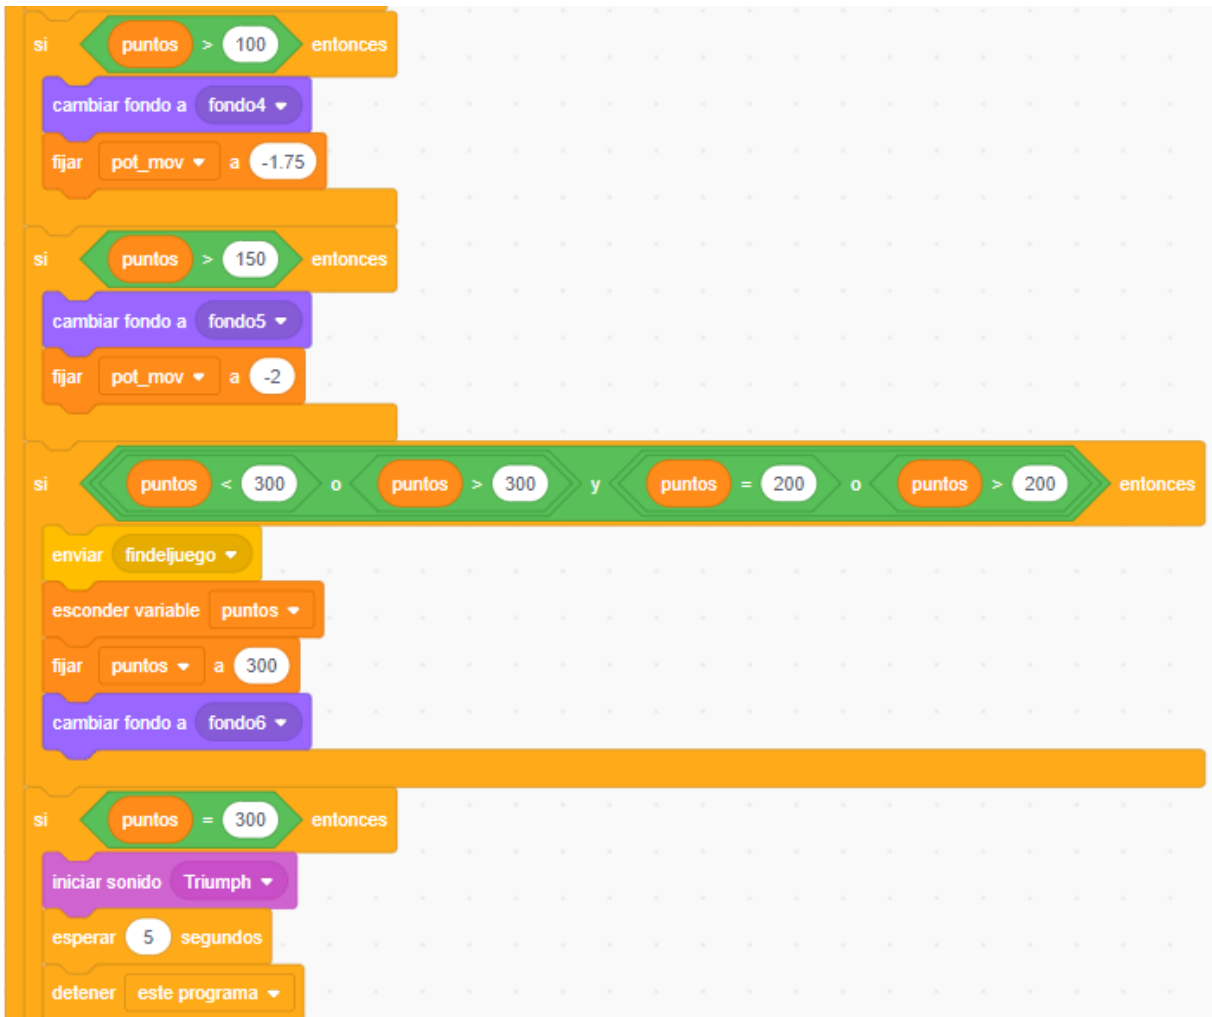 si puntos > 100 entonces
cambiar fondo a fondo4
fijar pot_mov a -1.75
si puntos > 150 entonces
cambiar fondo a fondo5
fijar pot_mov a -2
si puntos < 300 o puntos > 300 y puntos = 200 o puntos > 200 entonces
enviar findeljuego
esconder variable puntos
fijar puntos a 300
cambiar fondo a fondo6
si puntos = 300 entonces
iniciar sonido Triumph
esperar 5 segundos
detener este programa